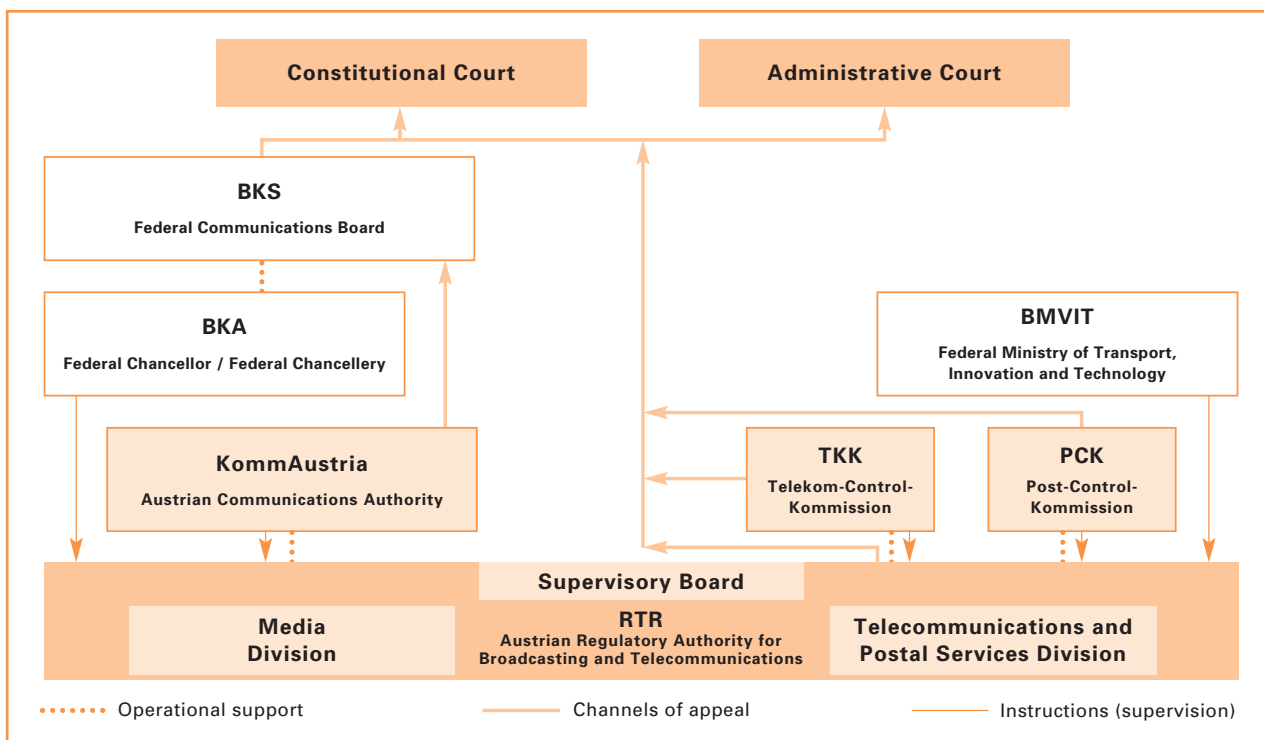 Constitutional Court
Administrative Court
BKS
Federal Communications Board
BKA
Federal Chancellor / Federal Chancellery
BMVIT
Federal Ministry of Transport,
Innovation and Technology
KommAustria
Austrian Communications Authority
TKK
Telekom-Control-
Kommission
PCK
Post-Control-
Kommission
Supervisory Board
Media
Division
RTR
Austrian Regulatory Authority for
Broadcasting and Telecommunications
Telecommunications and
Postal Services Division
Operational support
Channels of appeal
Instructions (supervision)